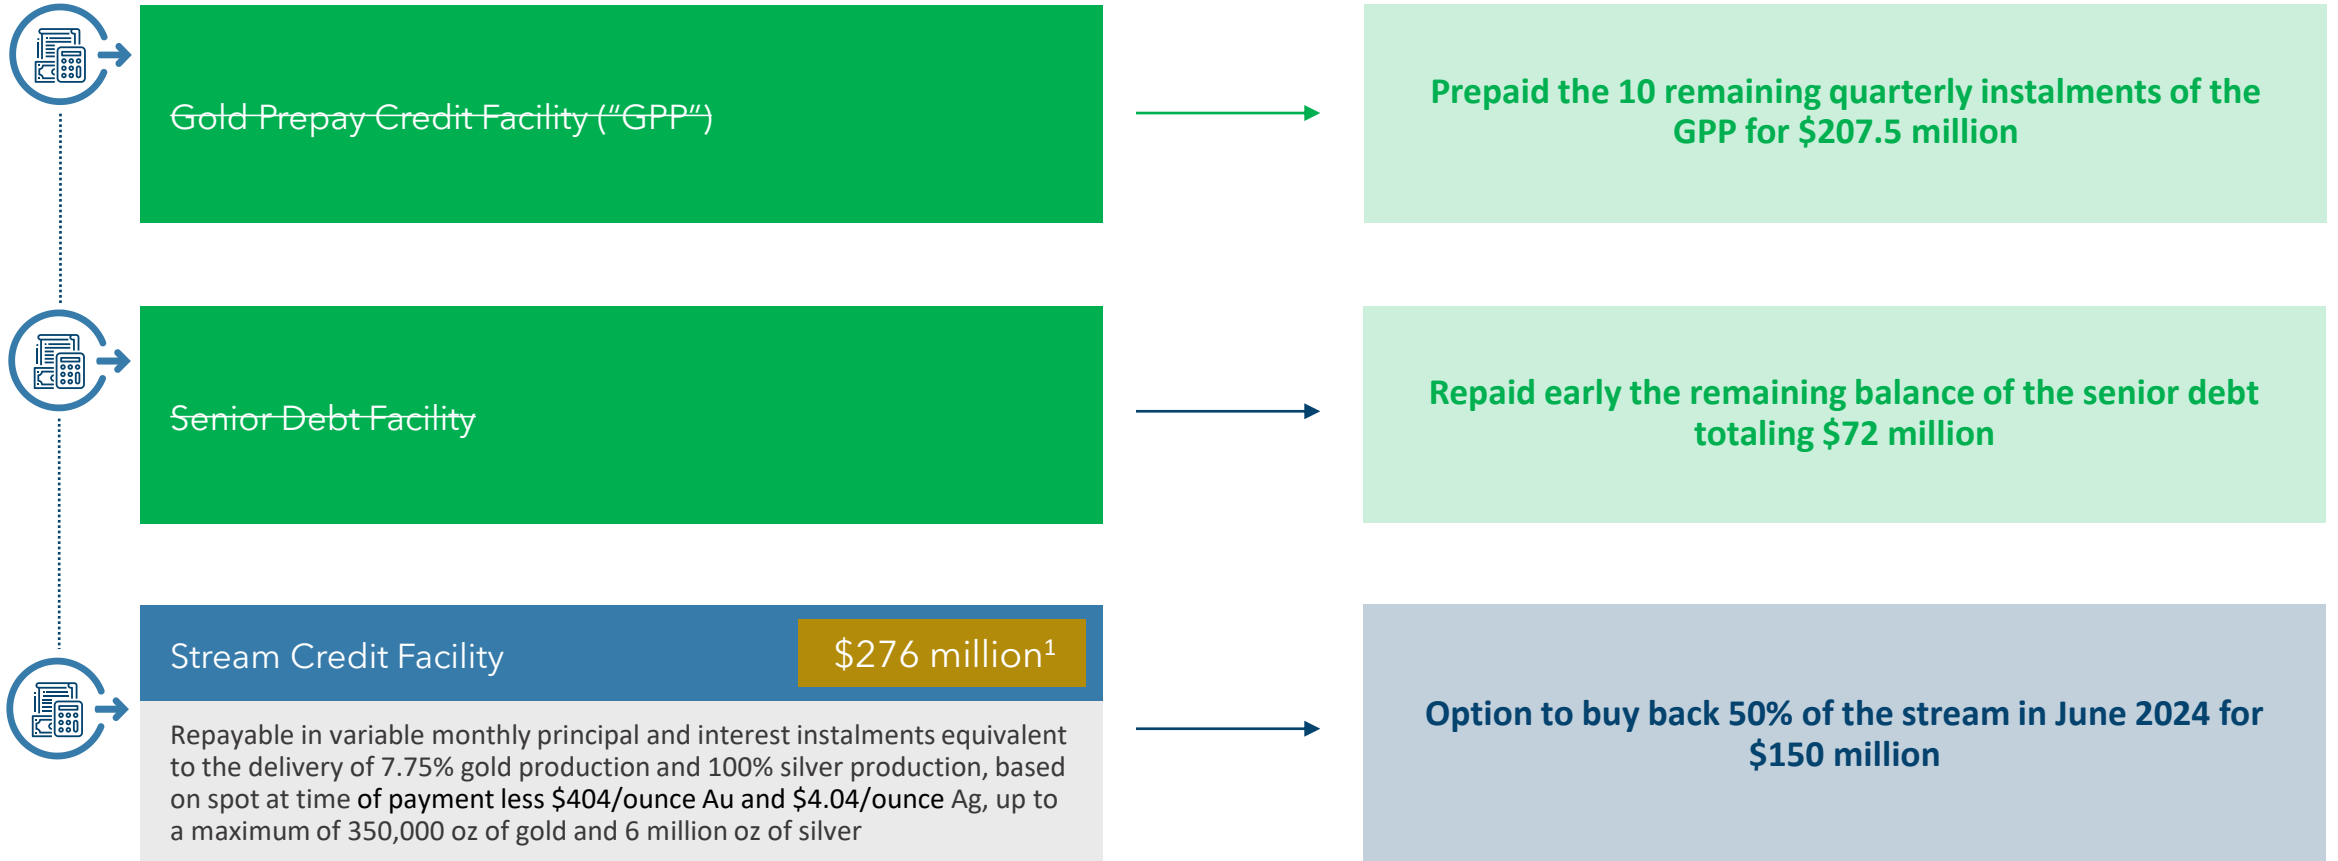 Gold Prepay Credit Facility (“GPP”)
Prepaid the 10 remaining quarterly instalments of the
GPP for $207.5 million
Senior Debt Facility
Repaid early the remaining balance of the senior debt
totaling $72 million
Stream Credit Facility
$276 million¹
Repayable in variable monthly principal and interest instalments equivalent
to the delivery of 7.75% gold production and 100% silver production, based
on spot at time of payment less $404/ounce Au and $4.04/ounce Ag, up to
a maximum of 350,000 oz of gold and 6 million oz of silver
Option to buy back 50% of the stream in June 2024 for
$150 million